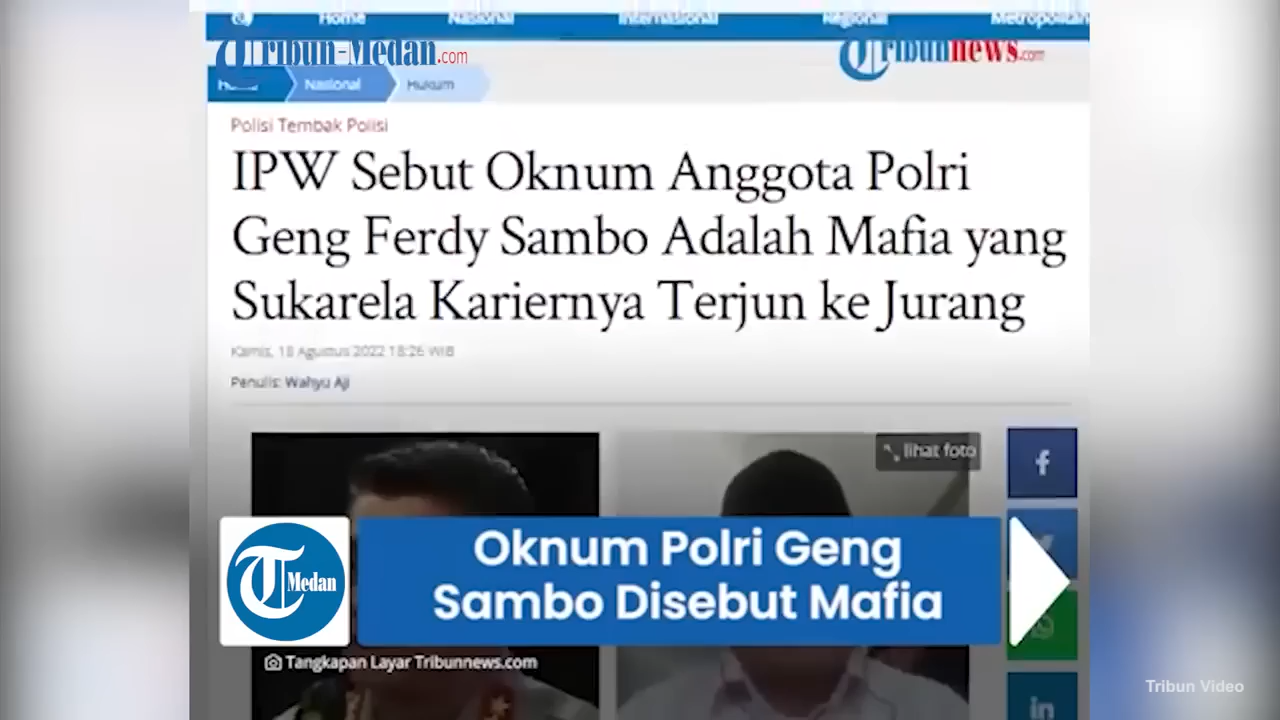 Home Nasional Internasional Regional Metropolitan
Tribun-Medan.com
Tribunnews.com
Nasional Hukum
Polisi Tembak Polisi
IPW Sebut Oknum Anggota Polri
Geng Ferdy Sambo Adalah Mafia yang
Sukarela Kariernya Terjun ke Jurang
Kamis, 18 Agustus 2022 18:26 WIB
Penulis: Wahyu Aji
lihat foto
f
Oknum Polri Geng
Sambo Disebut Mafia
T Medan
Tangkapan Layar Tribunnews.com
in
Tribun Video